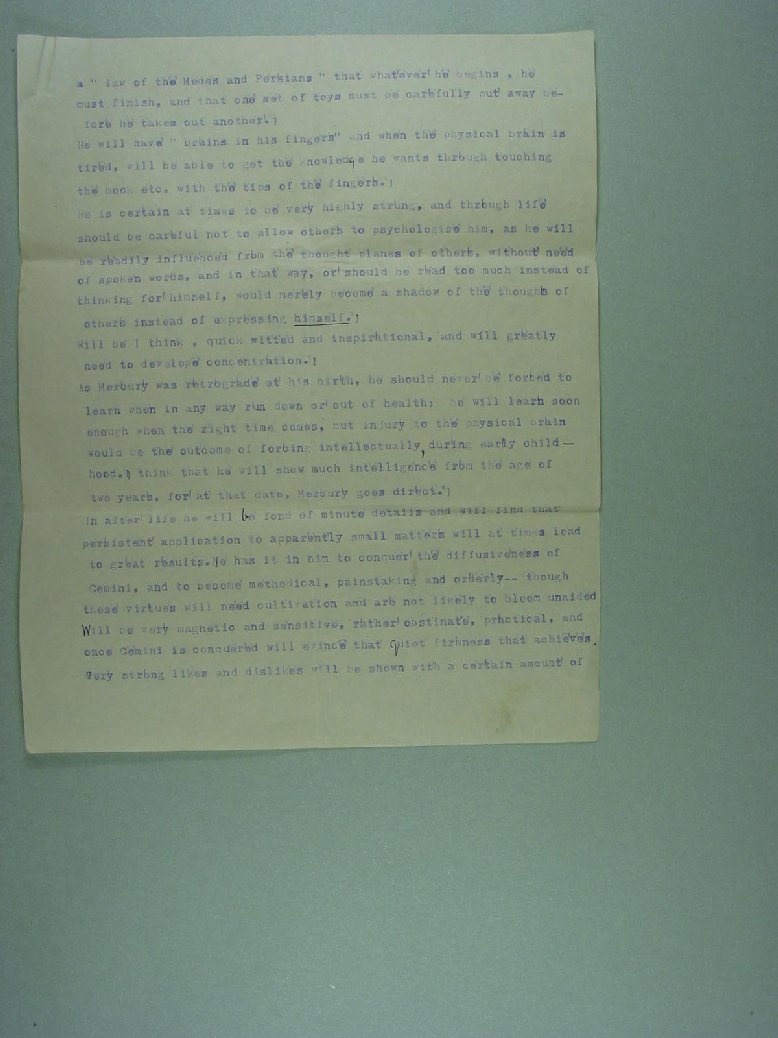 a " law of the Medes and Persians " that whatever he begins , he
must finish, and that one set of toys must be carefully put away be-
fore he takes out another.
He will have " brains in his fingers" and when the physical brain is
tired, will be able to get the knowledge he wants through touching
the book etc, with the tips of the fingers.
He is certain at times to be very highly strung, and through life
should be careful not to allow others to psychologise him, as he will
be readily influenced from the thought planes of others, without need
of spoken words, and in that way, or should he read too much instead of
thinking for himself, would merely become a shadow of the thoughts of
others instead of expressing himself.
Will be I think , quick witted and inspirational, and will greatly
need to develope concentration.
As Mercury was retrograde at his birth, he should never be forced to
learn when in any way run down or out of health; he will learn soon
enough when the right time comes, but injury to the physical brain
would be the outcome of forcing intellectually, during early child-
hood. I think that he will show much intelligence from the age of
two years, for at that date, Mercury goes direct.
In after life he will be fond of minute details and will find that
persistent application to apparently small matters will at times lead
to great results. He has it in him to conquer the diffusiveness of
Gemini, and to become methodical, painstaking and orderly-- though
these virtues will need cultivation and are not likely to bloom unaided
Will be very magnetic and sensitive, rather obstinate, practical, and
once Gemini is conquered will evince that quiet firmness that achieves.
Very strong likes and dislikes will be shown with a certain amount of